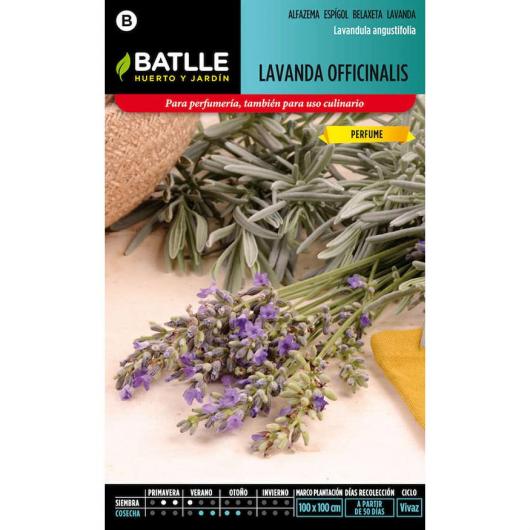 B
ALFAZEMA ESPÍGOL BELAXETA LAVANDA
Lavandula angustifolia
BATLLE
HUERTO Y JARDÍN
LAVANDA OFFICINALIS
Para perfumería, también para uso culinario
PERFUME
PRIMAVERA VERANO OTOÑO INVIERNO MARCO PLANTACIÓN DÍAS RECOLECCIÓN CICLO
SIEMBRA
COSECHA
100 x 100 cm
A PARTIR
DE 50 DÍAS
Vivaz